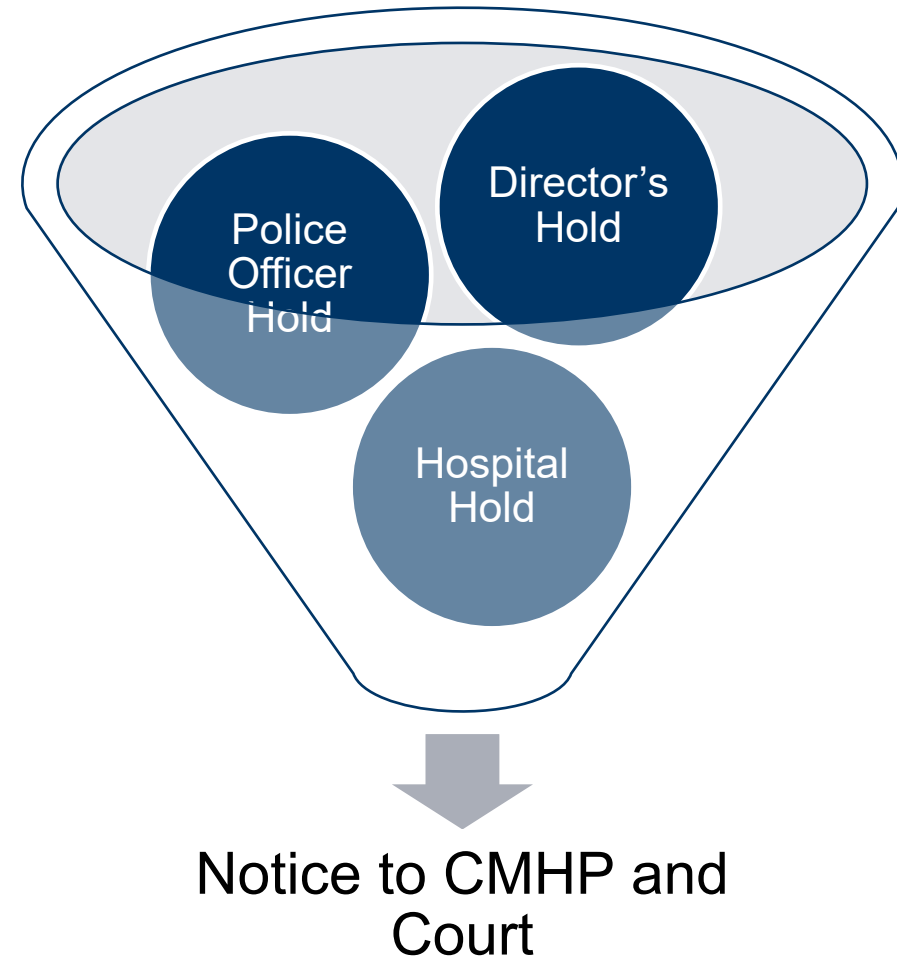 Director’s
Hold
Police
Officer
Hold
Hospital
Hold
Notice to CMHP and
Court